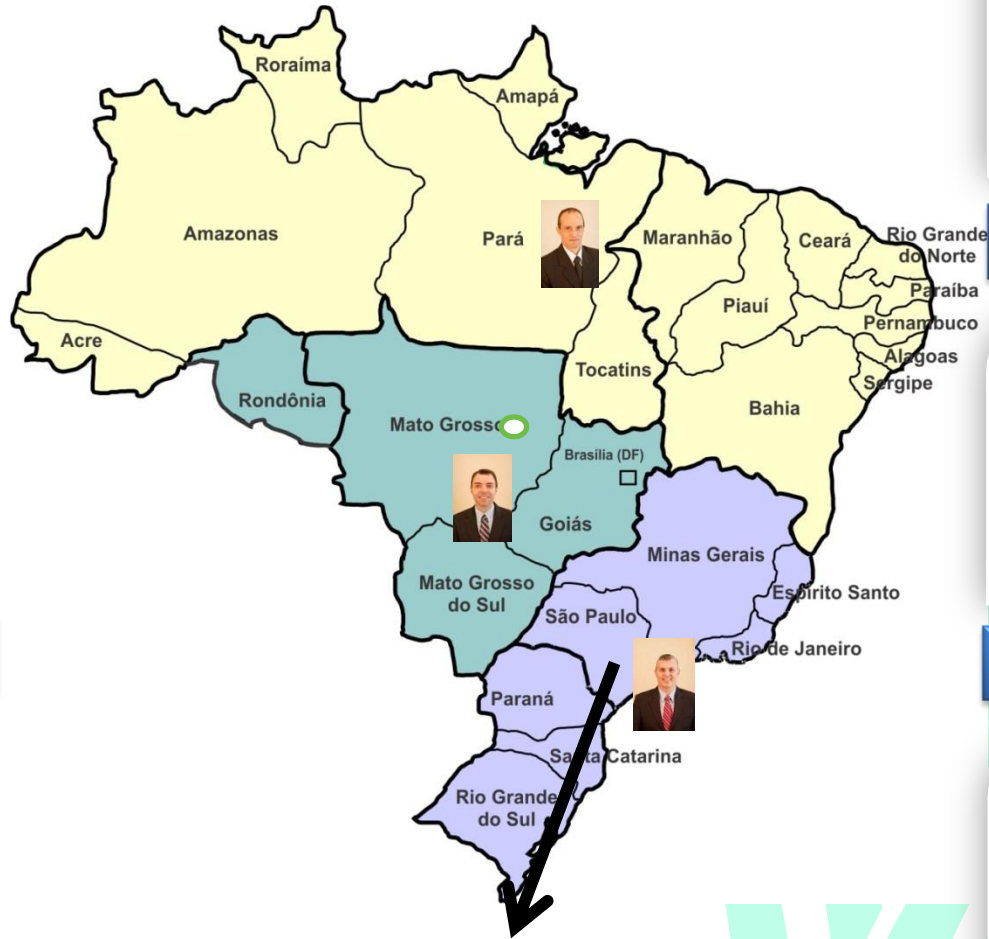 Roraíma
Amapá
Amazonas
Pará
Maranhão
Ceará
Rio Grande
do Norte
Piauí
Paraíba
Pernambuco
Acre
Tocatins
Alagoas
Sergipe
Rondônia
Bahia
Mato Grosso
Brasília (DF)
Goiás
Minas Gerais
Mato Grosso
do Sul
Espirito Santo
São Paulo
Rio de Janeiro
Paraná
Santa Catarina
Rio Grande
do Sul